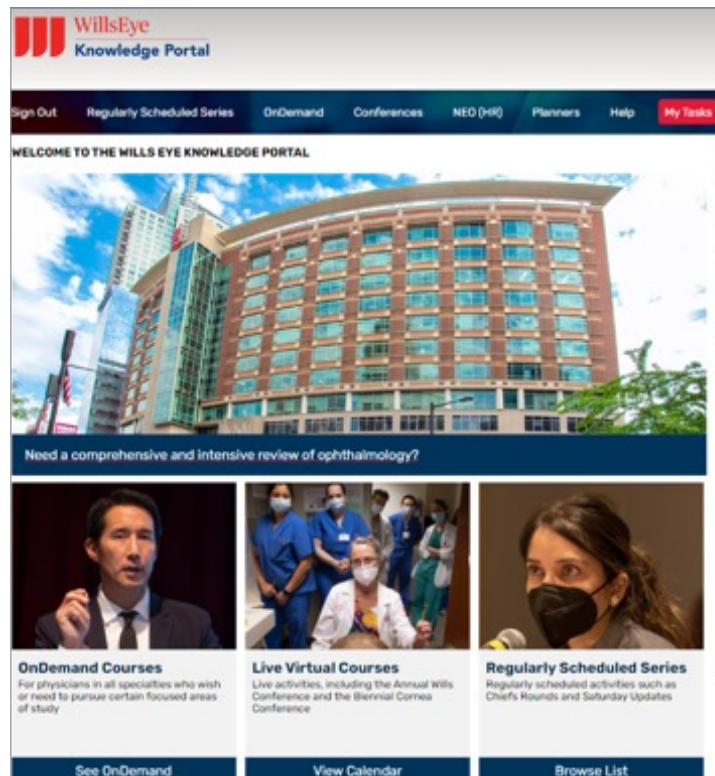 WillsEye
Knowledge Portal
Sign Out Regularly Scheduled Series OnDemand Conferences NEO (HR) Planners Help My Tasks
WELCOME TO THE WILLS EYE KNOWLEDGE PORTAL
Need a comprehensive and intensive review of ophthalmology?
OnDemand Courses
For physicians in all specialties who wish
or need to pursue certain focused areas
of study
See OnDemand
Live Virtual Courses
Live activities, including the Annual Wills
Conference and the Biennial Cornea
Conference
View Calendar
Regularly Scheduled Series
Regularly scheduled activities such as
Chiefs Rounds and Saturday Updates
Browse List